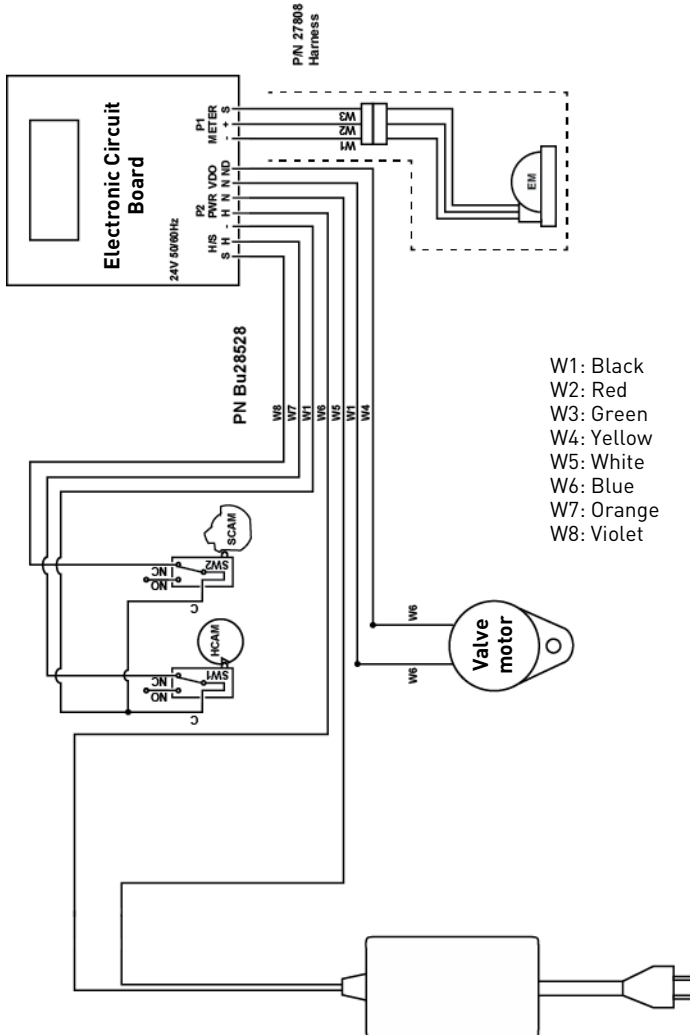 P/N 27808
Harness
Electronic Circuit
Board
24V 50/60Hz
P1
METER
- + S
P2
H/S PWR VDO
S H - H N N ND
W1
W2
W3
EM
PN Bu28528
W8
W7
W1
W6
W5
W1
W4
SCAM
SW2
NC
NO
C
HCAM
SW1
NC
NO
C
W1: Black
W2: Red
W3: Green
W4: Yellow
W5: White
W6: Blue
W7: Orange
W8: Violet
W6
W6
Valve
motor